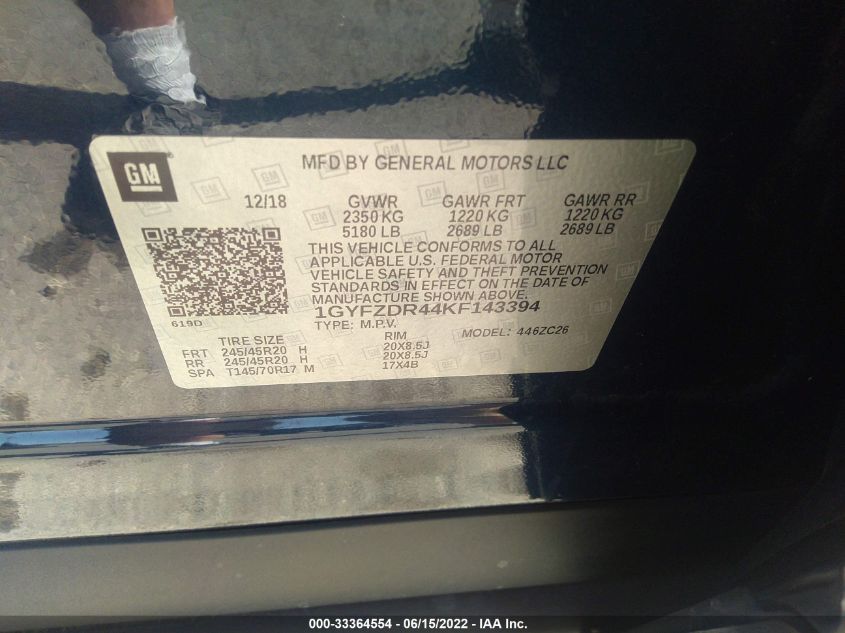 GM
MFD BY GENERAL MOTORS LLC
12/18 GVWR GAWR FRT GAWR RR
2350 KG 1220 KG 1220 KG
5180 LB 2689 LB 2689 LB
THIS VEHICLE CONFORMS TO ALL
APPLICABLE U.S. FEDERAL MOTOR
VEHICLE SAFETY AND THEFT PREVENTION
STANDARDS IN EFFECT ON THE DATE OF
MANUFACTURE SHOWN ABOVE.
1GYFZDR44KF143394
619D
TYPE: M.P.V. MODEL: 446ZC26
TIRE SIZE RIM
FRT 245/45R20 H 20X8.5J
RR 245/45R20 H 20X8.5J
SPA T145/70R17 M 17X4B
000-33364554 - 06/15/2022 - IAA Inc.